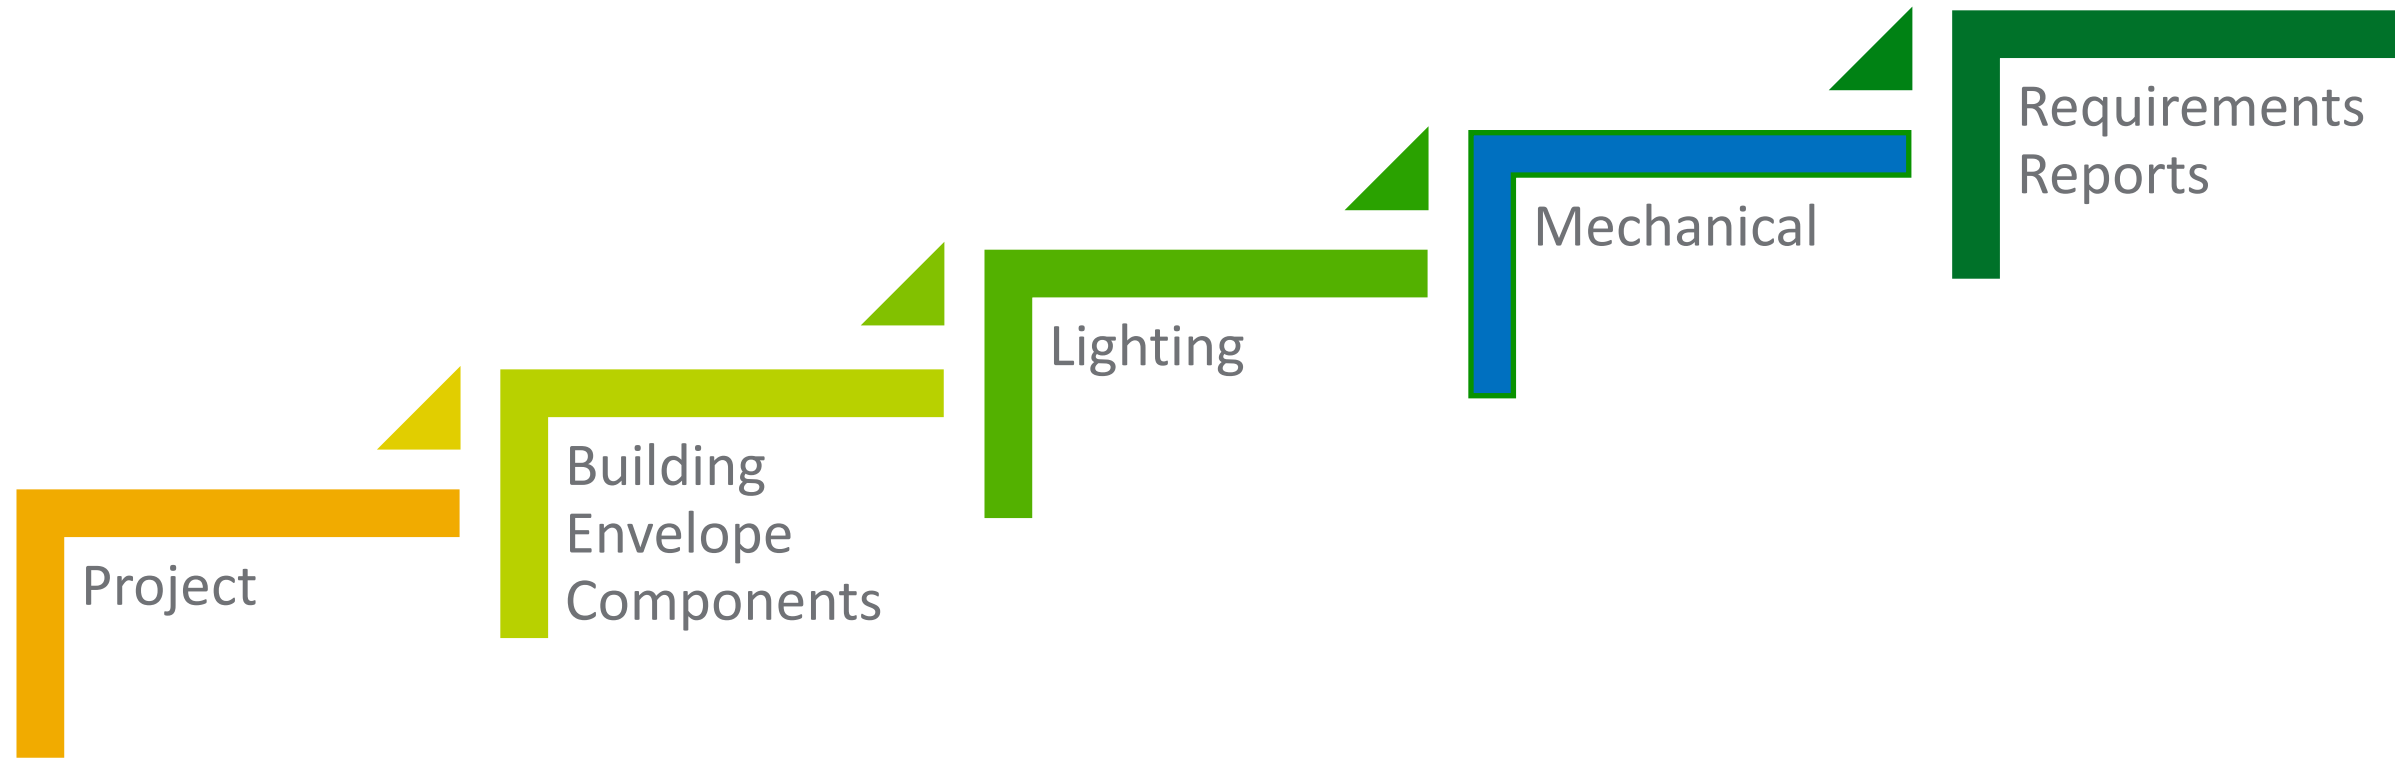 Project
Building
Envelope
Components
Lighting
Mechanical
Requirements
Reports